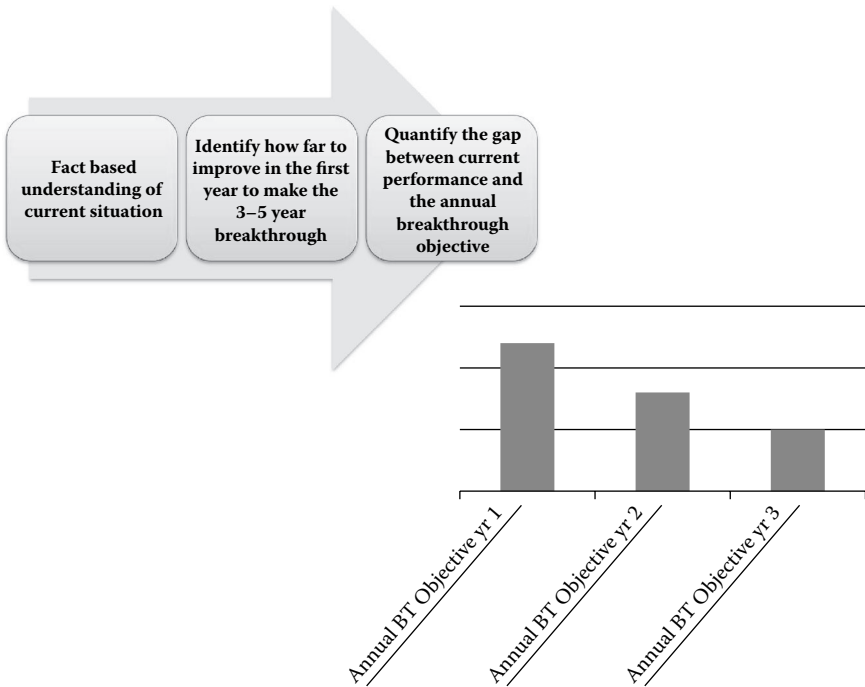 Fact based
understanding of
current situation
Identify how far to
improve in the first
year to make the
3–5 year
breakthrough
Quantify the gap
between current
performance and
the annual
breakthrough
objective
Annual BT Objective yr 1
Annual BT Objective yr 2
Annual BT Objective yr 3